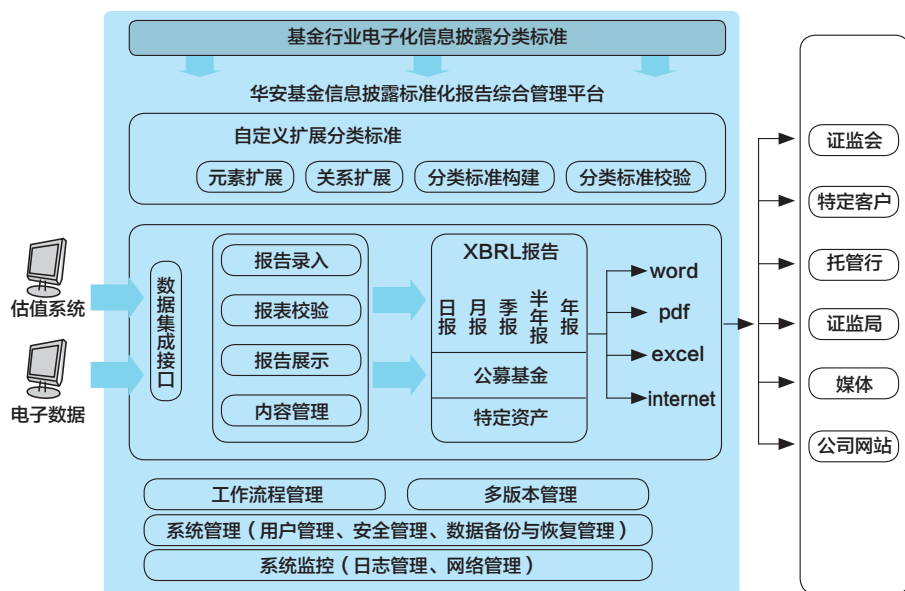 基金行业电子化信息披露分类标准
华安基金信息披露标准化报告综合管理平台
自定义扩展分类标准
元素扩展
关系扩展
分类标准构建
分类标准校验
估值系统
电子数据
数据集成接口
报告录入
报表校验
报告展示
内容管理
XBRL报告
日报
月报
季报
半年报
年报
公募基金
特定资产
word
pdf
excel
internet
证监会
特定客户
托管行
证监局
媒体
公司网站
工作流程管理
多版本管理
系统管理（用户管理、安全管理、数据备份与恢复管理）
系统监控（日志管理、网络管理）